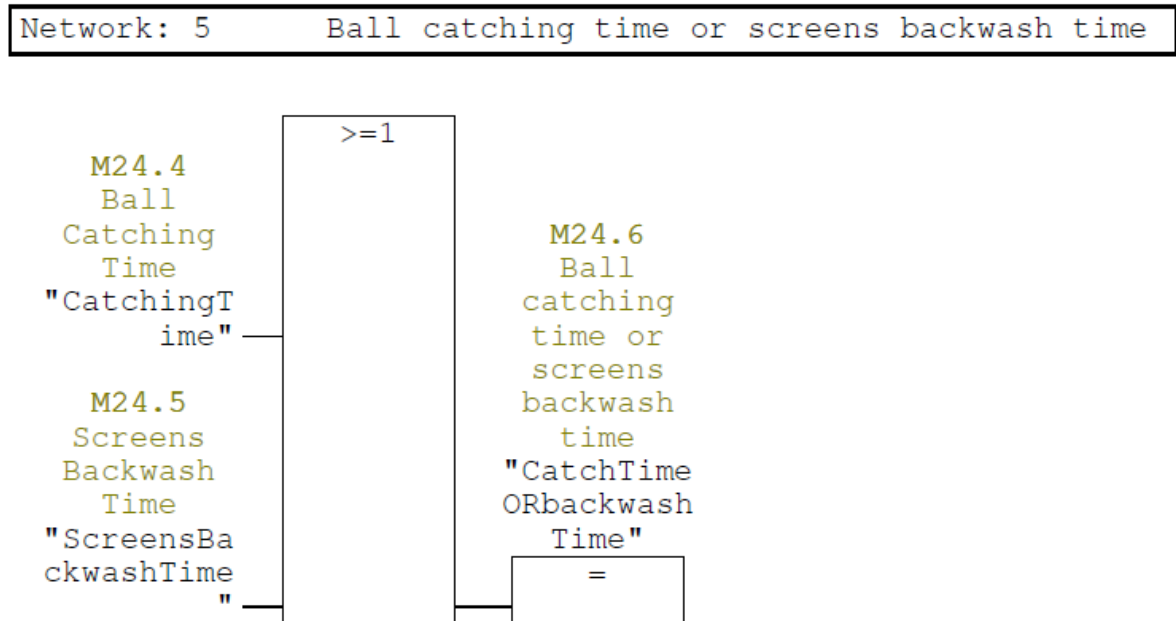 Network: 5 Ball catching time or screens backwash time
>=1
M24.4
Ball
Catching
Time
"CatchingT
ime"
M24.5
Screens
Backwash
Time
"ScreensBa
ckwashTime
"
M24.6
Ball
catching
time or
screens
backwash
time
"CatchTime
ORbackwash
Time"
=